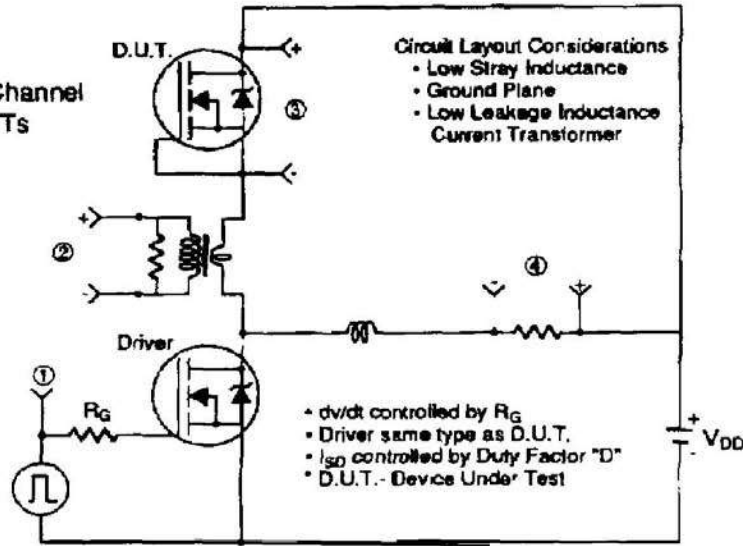 D.U.T.
+
Circuit Layout Considerations
• Low Stray Inductance
• Ground Plane
• Low Leakage Inductance
Current Transformer
Channel
Ts
③
-
+
②
-
④
- +
Driver
①
RG
+
VDD
-
• dv/dt controlled by RG
• Driver same type as D.U.T.
• ISD controlled by Duty Factor "D"
* D.U.T.- Device Under Test